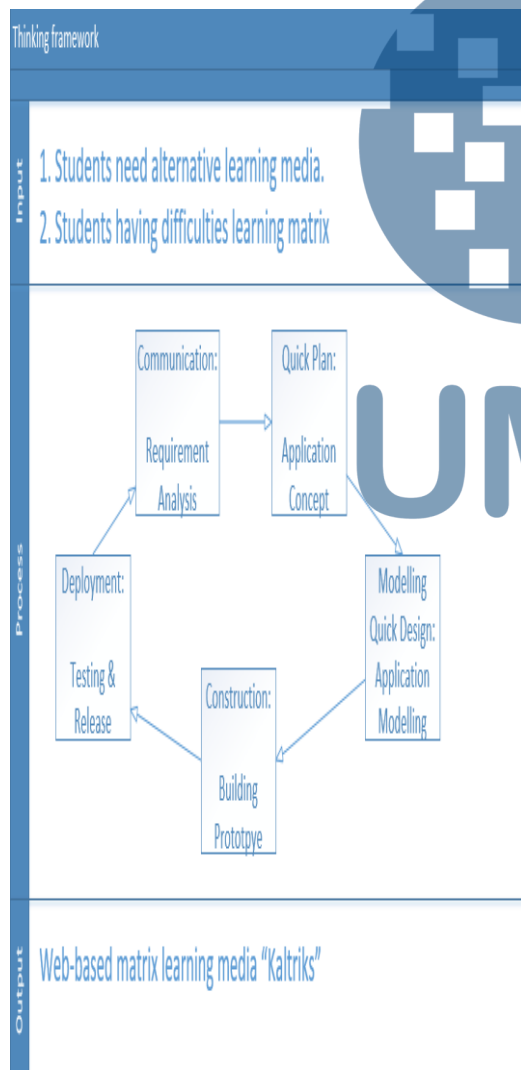 Thinking framework
Input
1. Students need alternative learning media.
2. Students having difficulties learning matrix
Process
Communication:
Requirement
Analysis
Quick Plan:
Application
Concept
Modelling
Quick Design:
Application
Modelling
Construction:
Building
Prototpye
Deployment:
Testing &
Release
Output
Web-based matrix learning media “Kaltriks”
UM